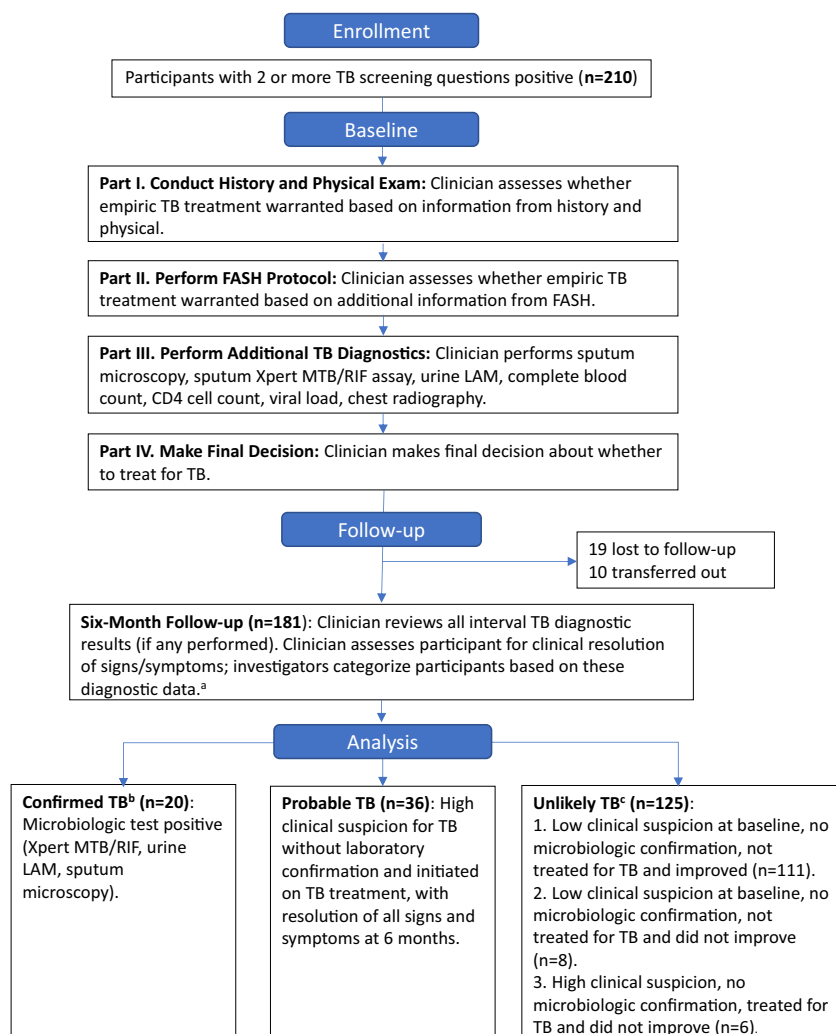 Enrollment
Participants with 2 or more TB screening questions positive (n=210)
Baseline
Part I. Conduct History and Physical Exam: Clinician assesses whether
empiric TB treatment warranted based on information from history and
physical.
Part II. Perform FASH Protocol: Clinician assesses whether empiric TB
treatment warranted based on additional information from FASH.
Part III. Perform Additional TB Diagnostics: Clinician performs sputum
microscopy, sputum Xpert MTB/RIF assay, urine LAM, complete blood
count, CD4 cell count, viral load, chest radiography.
Part IV. Make Final Decision: Clinician makes final decision about whether
to treat for TB.
Follow-up
19 lost to follow-up
10 transferred out
Six-Month Follow-up (n=181): Clinician reviews all interval TB diagnostic
results (if any performed). Clinician assesses participant for clinical resolution
of signs/symptoms; investigators categorize participants based on these
diagnostic data.ᵃ
Analysis
Confirmed TBᵇ (n=20):
Microbiologic test positive
(Xpert MTB/RIF, urine
LAM, sputum
microscopy).
Probable TB (n=36): High
clinical suspicion for TB
without laboratory
confirmation and initiated
on TB treatment, with
resolution of all signs and
symptoms at 6 months.
Unlikely TBᶜ (n=125):
1. Low clinical suspicion at baseline, no
microbiologic confirmation, not
treated for TB and improved (n=111).
2. Low clinical suspicion at baseline, no
microbiologic confirmation, not
treated for TB and did not improve
(n=8).
3. High clinical suspicion, no
microbiologic confirmation, treated for
TB and did not improve (n=6).